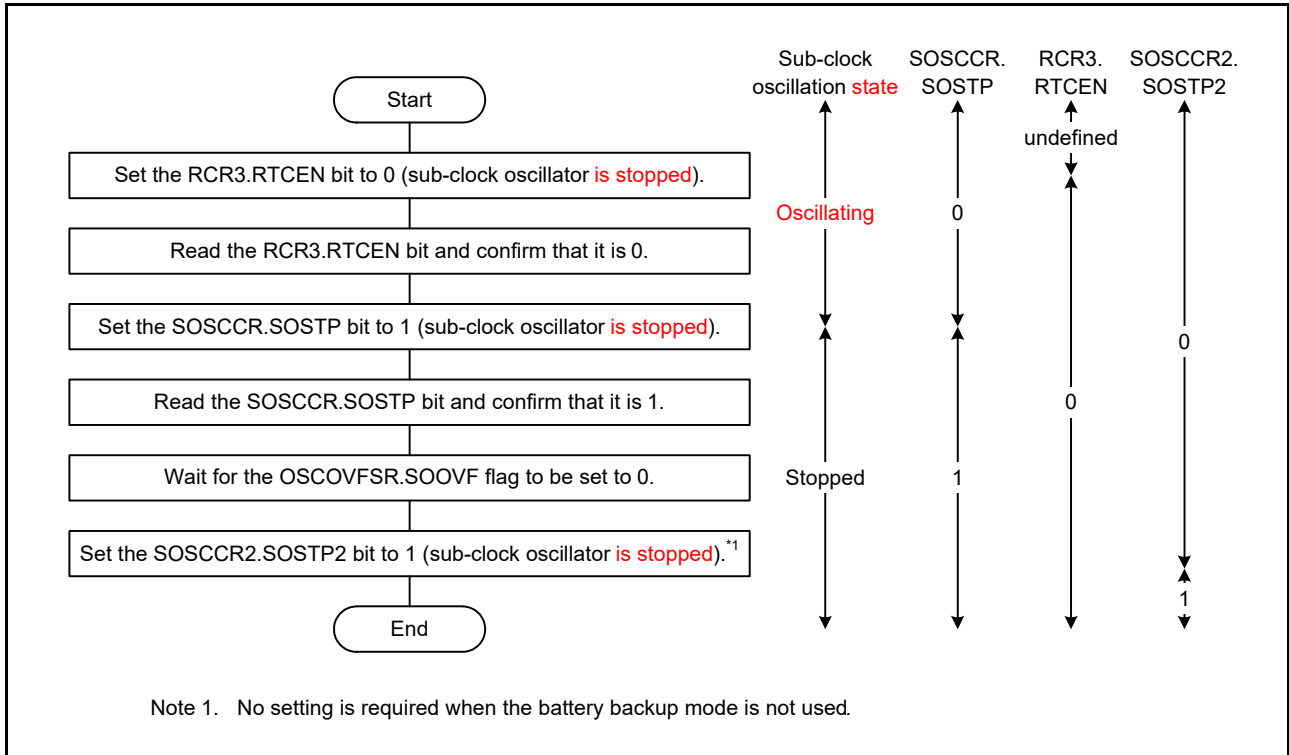 Start
Set the RCR3.RTCEN bit to 0 (sub-clock oscillator is stopped).
Read the RCR3.RTCEN bit and confirm that it is 0.
Set the SOSCCR.SOSTP bit to 1 (sub-clock oscillator is stopped).
Read the SOSCCR.SOSTP bit and confirm that it is 1.
Wait for the OSCOVFSR.SOOVF flag to be set to 0.
Set the SOSCCR2.SOSTP2 bit to 1 (sub-clock oscillator is stopped).*1
End
Sub-clock
oscillation state
Oscillating
Stopped
SOSCCR.
SOSTP
0
1
RCR3.
RTCEN
undefined
0
SOSCCR2.
SOSTP2
0
1
Note 1. No setting is required when the battery backup mode is not used.